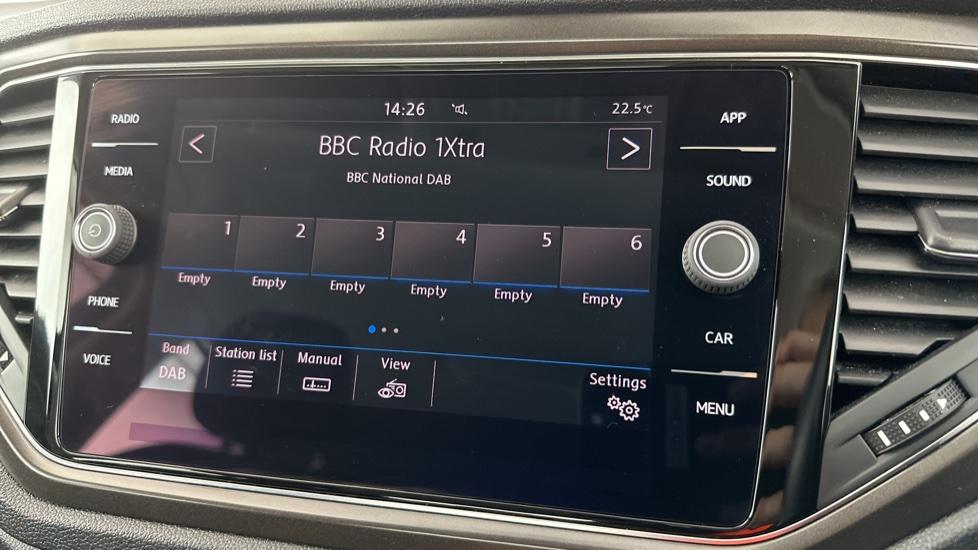 14:26 22.5°C
RADIO
APP
< BBC Radio 1Xtra >
MEDIA
BBC National DAB
SOUND
1 2 3 4 5 6
Empty Empty Empty Empty Empty Empty
PHONE
CAR
VOICE
Band Station list Manual View Settings
DAB
MENU